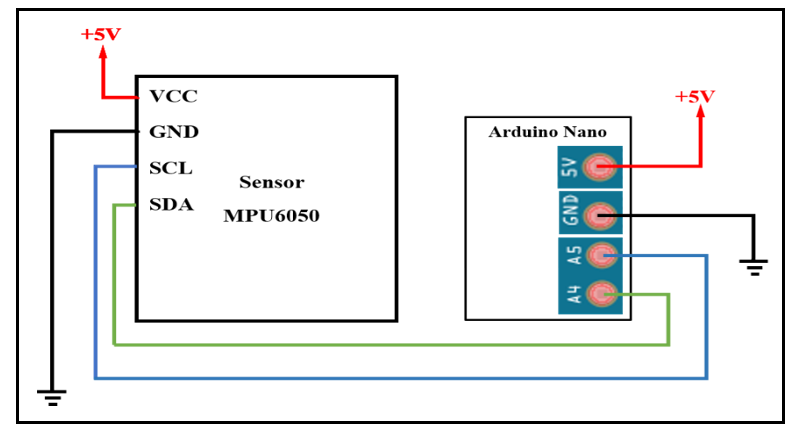 +5V
VCC
GND
SCL
SDA
Sensor
MPU6050
+5V
Arduino Nano
5V
GND
A5
A4